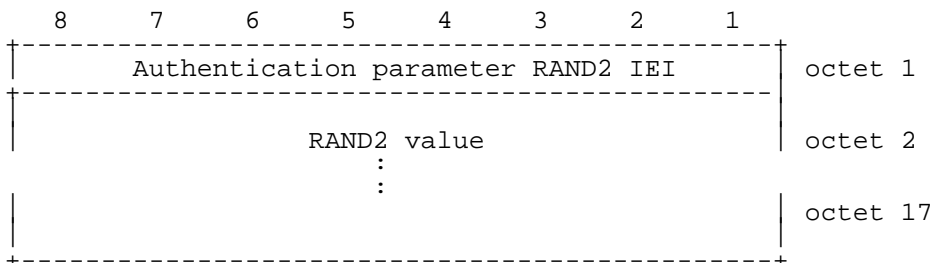 8 7 6 5 4 3 2 1
Authentication parameter RAND2 IEI octet 1
RAND2 value octet 2
:
:
octet 17